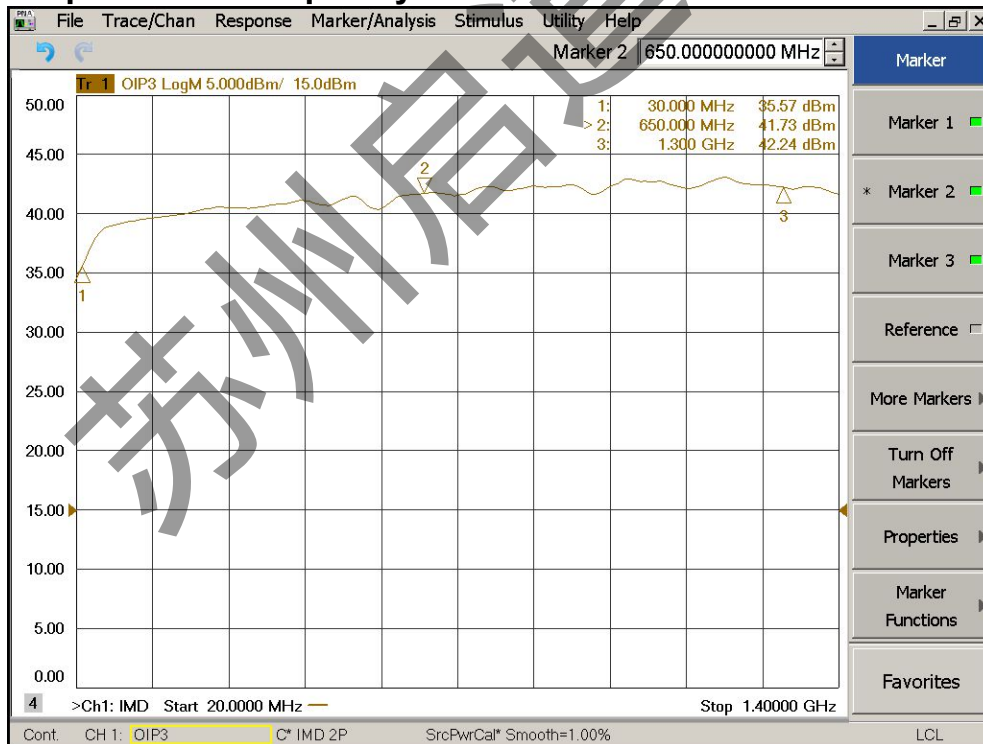 File Trace/Chan Response Marker/Analysis Stimulus Utility Help
Marker 2 650.000000000 MHz
Marker
Tr 1 OIP3 LogM 5.000dBm/ 15.0dBm
50.00
45.00
40.00
35.00
30.00
25.00
20.00
15.00
10.00
5.00
0.00
1: 30.000 MHz 35.57 dBm
> 2: 650.000 MHz 41.73 dBm
3: 1.300 GHz 42.24 dBm
1
2
3
Marker 1
* Marker 2
Marker 3
Reference
More Markers
Turn Off
Markers
Properties
Marker
Functions
Favorites
4 >Ch1: IMD Start 20.0000 MHz Stop 1.40000 GHz
Cont. CH 1: OIP3 C* IMD 2P SrcPwrCal* Smooth=1.00% LCL
苏州启通